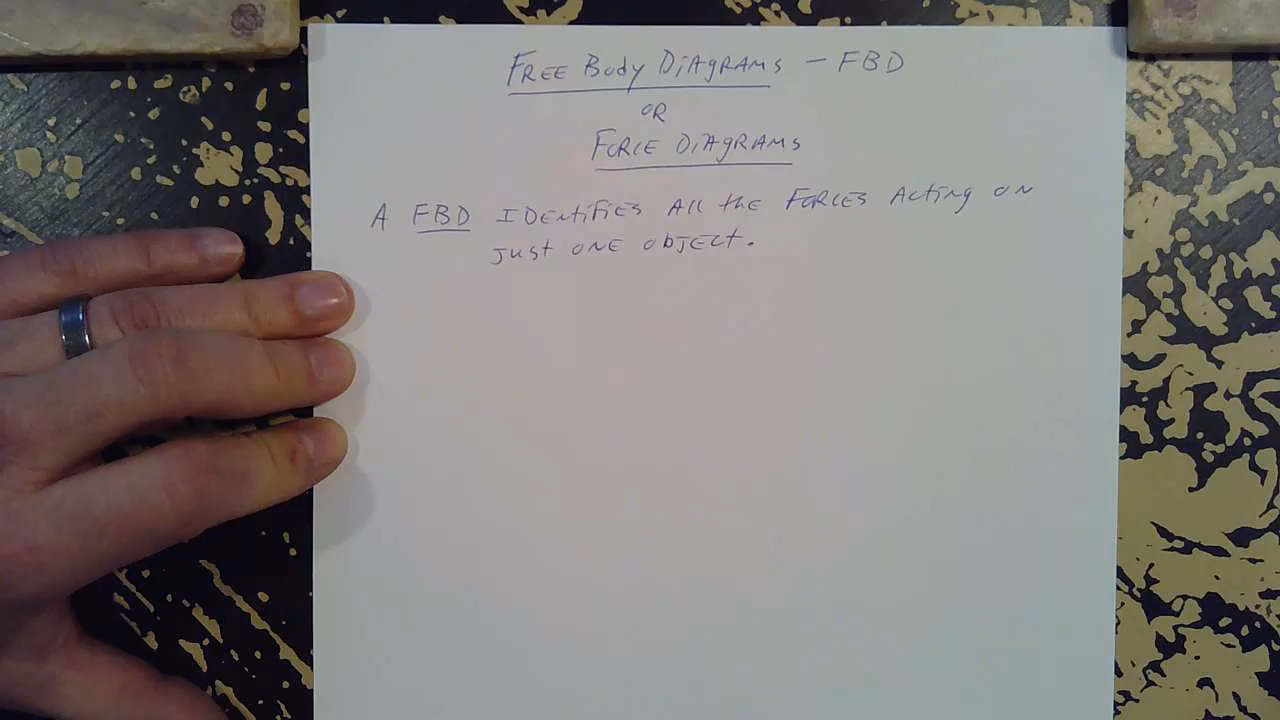 FREE BODY DIAGRAMS - FBD
OR
FORCE DIAGRAMS
A FBD IDENTIFIES ALL THE FORCES ACTING ON
JUST ONE OBJECT.